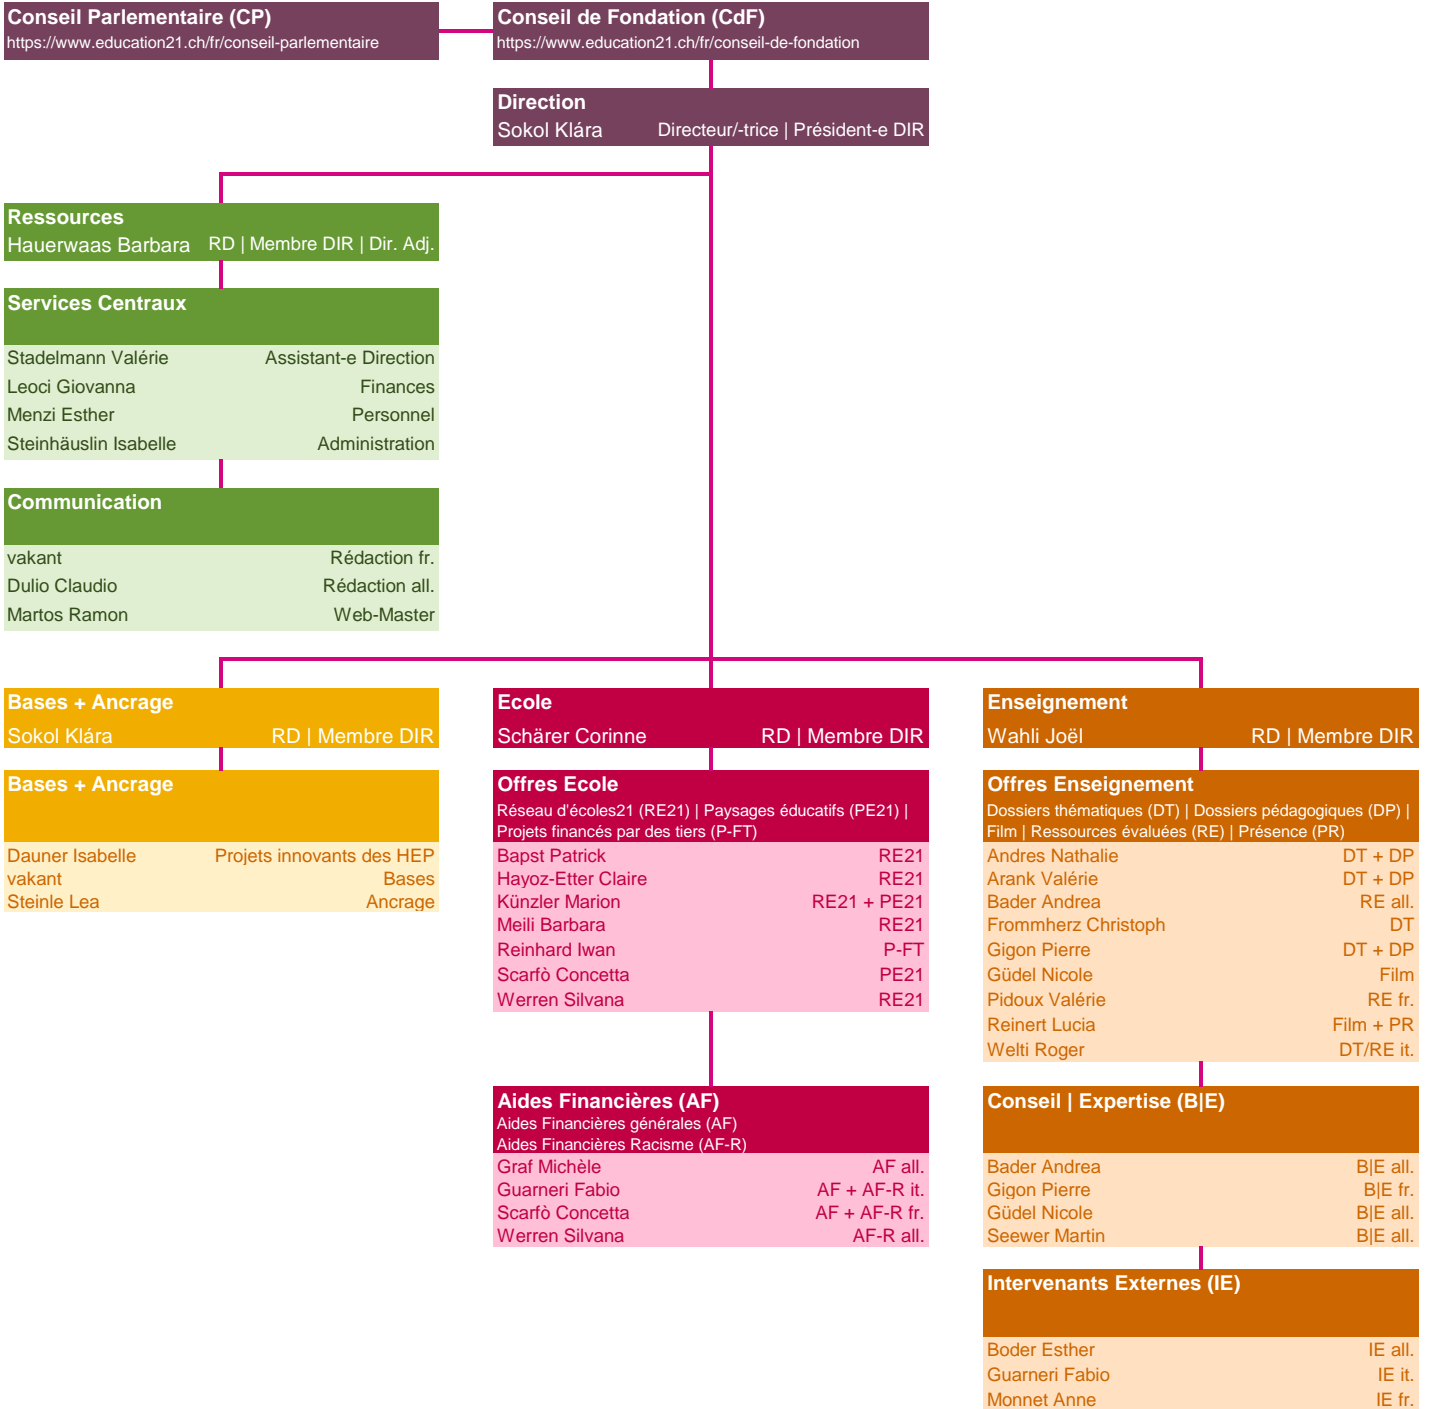 Conseil Parlementaire (CP)
https://www.education21.ch/fr/conseil-parlementaire
Conseil de Fondation (CdF)
https://www.education21.ch/fr/conseil-de-fondation
Direction
Sokol Klára Directeur/-trice | Président-e DIR
Ressources
Hauerwaas Barbara RD | Membre DIR | Dir. Adj.
Services Centraux
Stadelmann Valérie Assistant-e Direction
Leoci Giovanna Finances
Menzi Esther Personnel
Steinhäuslin Isabelle Administration
Communication
vakant Rédaction fr.
Dulio Claudio Rédaction all.
Martos Ramon Web-Master
Bases + Ancrage
Sokol Klára RD | Membre DIR
Bases + Ancrage
Dauner Isabelle Projets innovants des HEP
vakant Bases
Steinle Lea Ancrage
Ecole
Schärer Corinne RD | Membre DIR
Offres Ecole
Réseau d'écoles21 (RE21) | Paysages éducatifs (PE21) |
Projets financés par des tiers (P-FT)
Bapst Patrick RE21
Hayoz-Etter Claire RE21
Künzler Marion RE21 + PE21
Meili Barbara RE21
Reinhard Iwan P-FT
Scarfò Concetta PE21
Werren Silvana RE21
Aides Financières (AF)
Aides Financières générales (AF)
Aides Financières Racisme (AF-R)
Graf Michèle AF all.
Guarneri Fabio AF + AF-R it.
Scarfò Concetta AF + AF-R fr.
Werren Silvana AF-R all.
Enseignement
Wahli Joël RD | Membre DIR
Offres Enseignement
Dossiers thématiques (DT) | Dossiers pédagogiques (DP) |
Film | Ressources évaluées (RE) | Présence (PR)
Andres Nathalie DT + DP
Arank Valérie DT + DP
Bader Andrea RE all.
Frommherz Christoph DT
Gigon Pierre DT + DP
Güdel Nicole Film
Pidoux Valérie RE fr.
Reinert Lucia Film + PR
Welti Roger DT/RE it.
Conseil | Expertise (B|E)
Bader Andrea B|E all.
Gigon Pierre B|E fr.
Güdel Nicole B|E all.
Seewer Martin B|E all.
Intervenants Externes (IE)
Boder Esther IE all.
Guarneri Fabio IE it.
Monnet Anne IE fr.